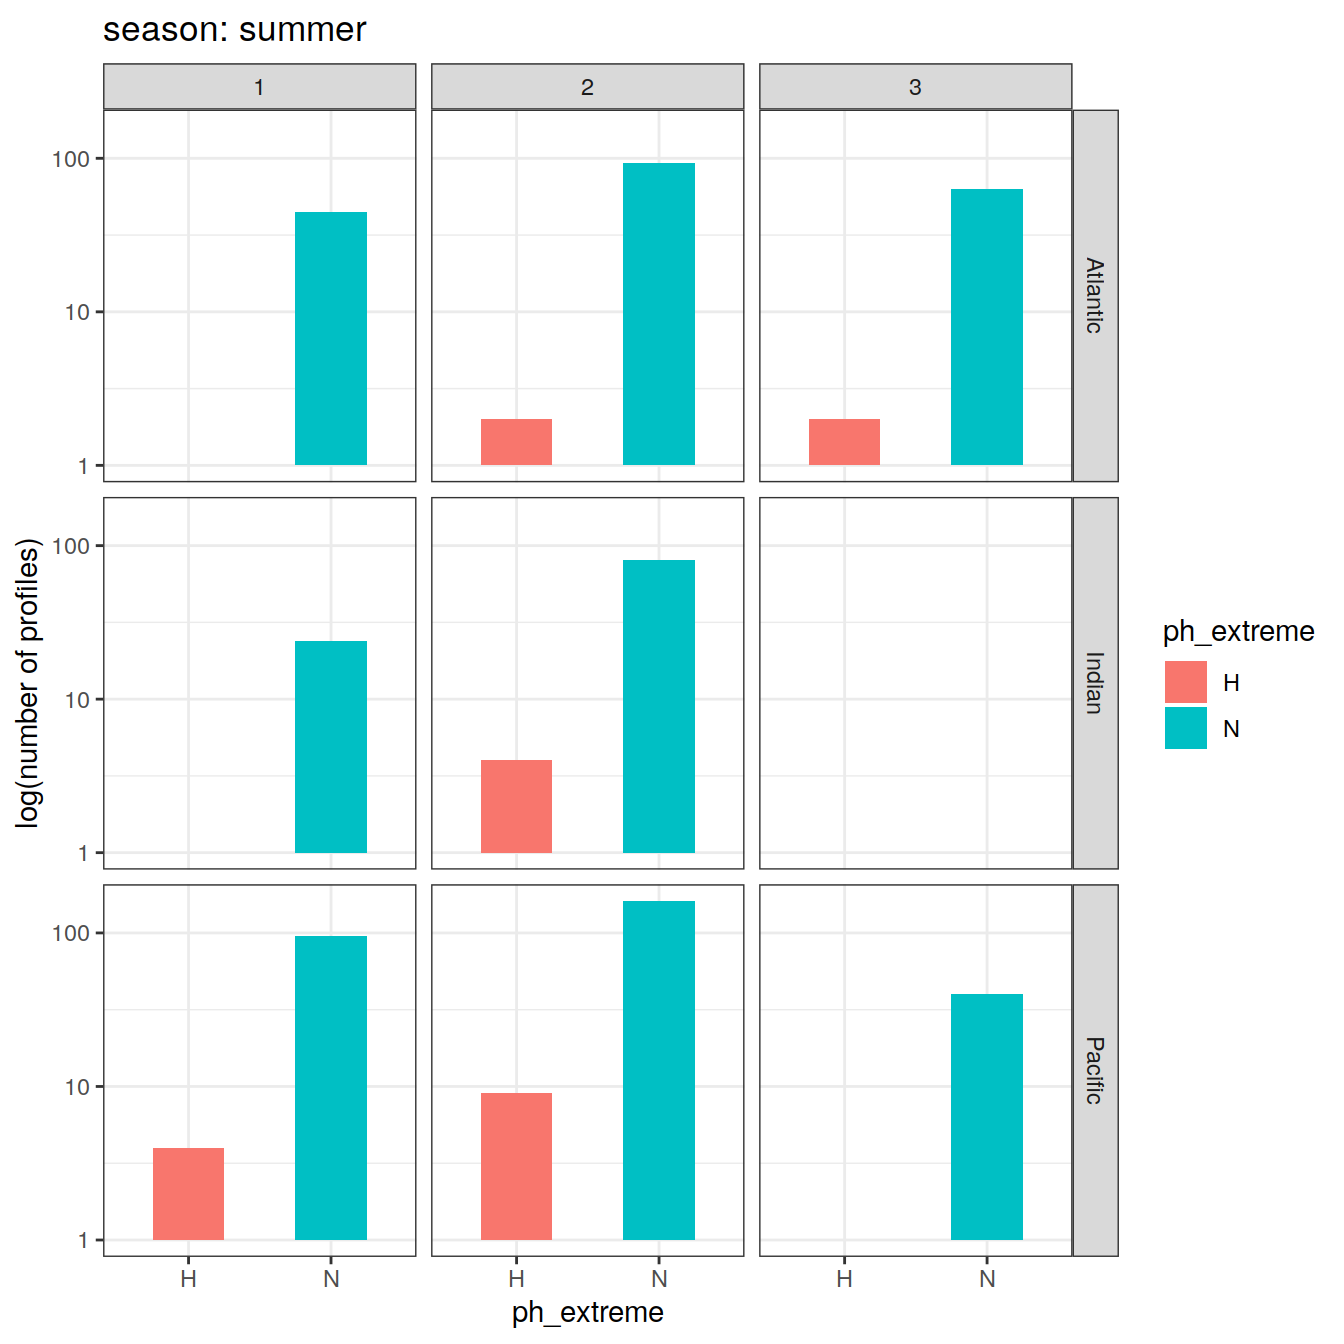 season: summer
1 2 3
100
10
1
Atlantic
100
10
1
Indian
100
10
1
Pacific
H N H N H N
ph_extreme
log(number of profiles)
ph_extreme
H
N